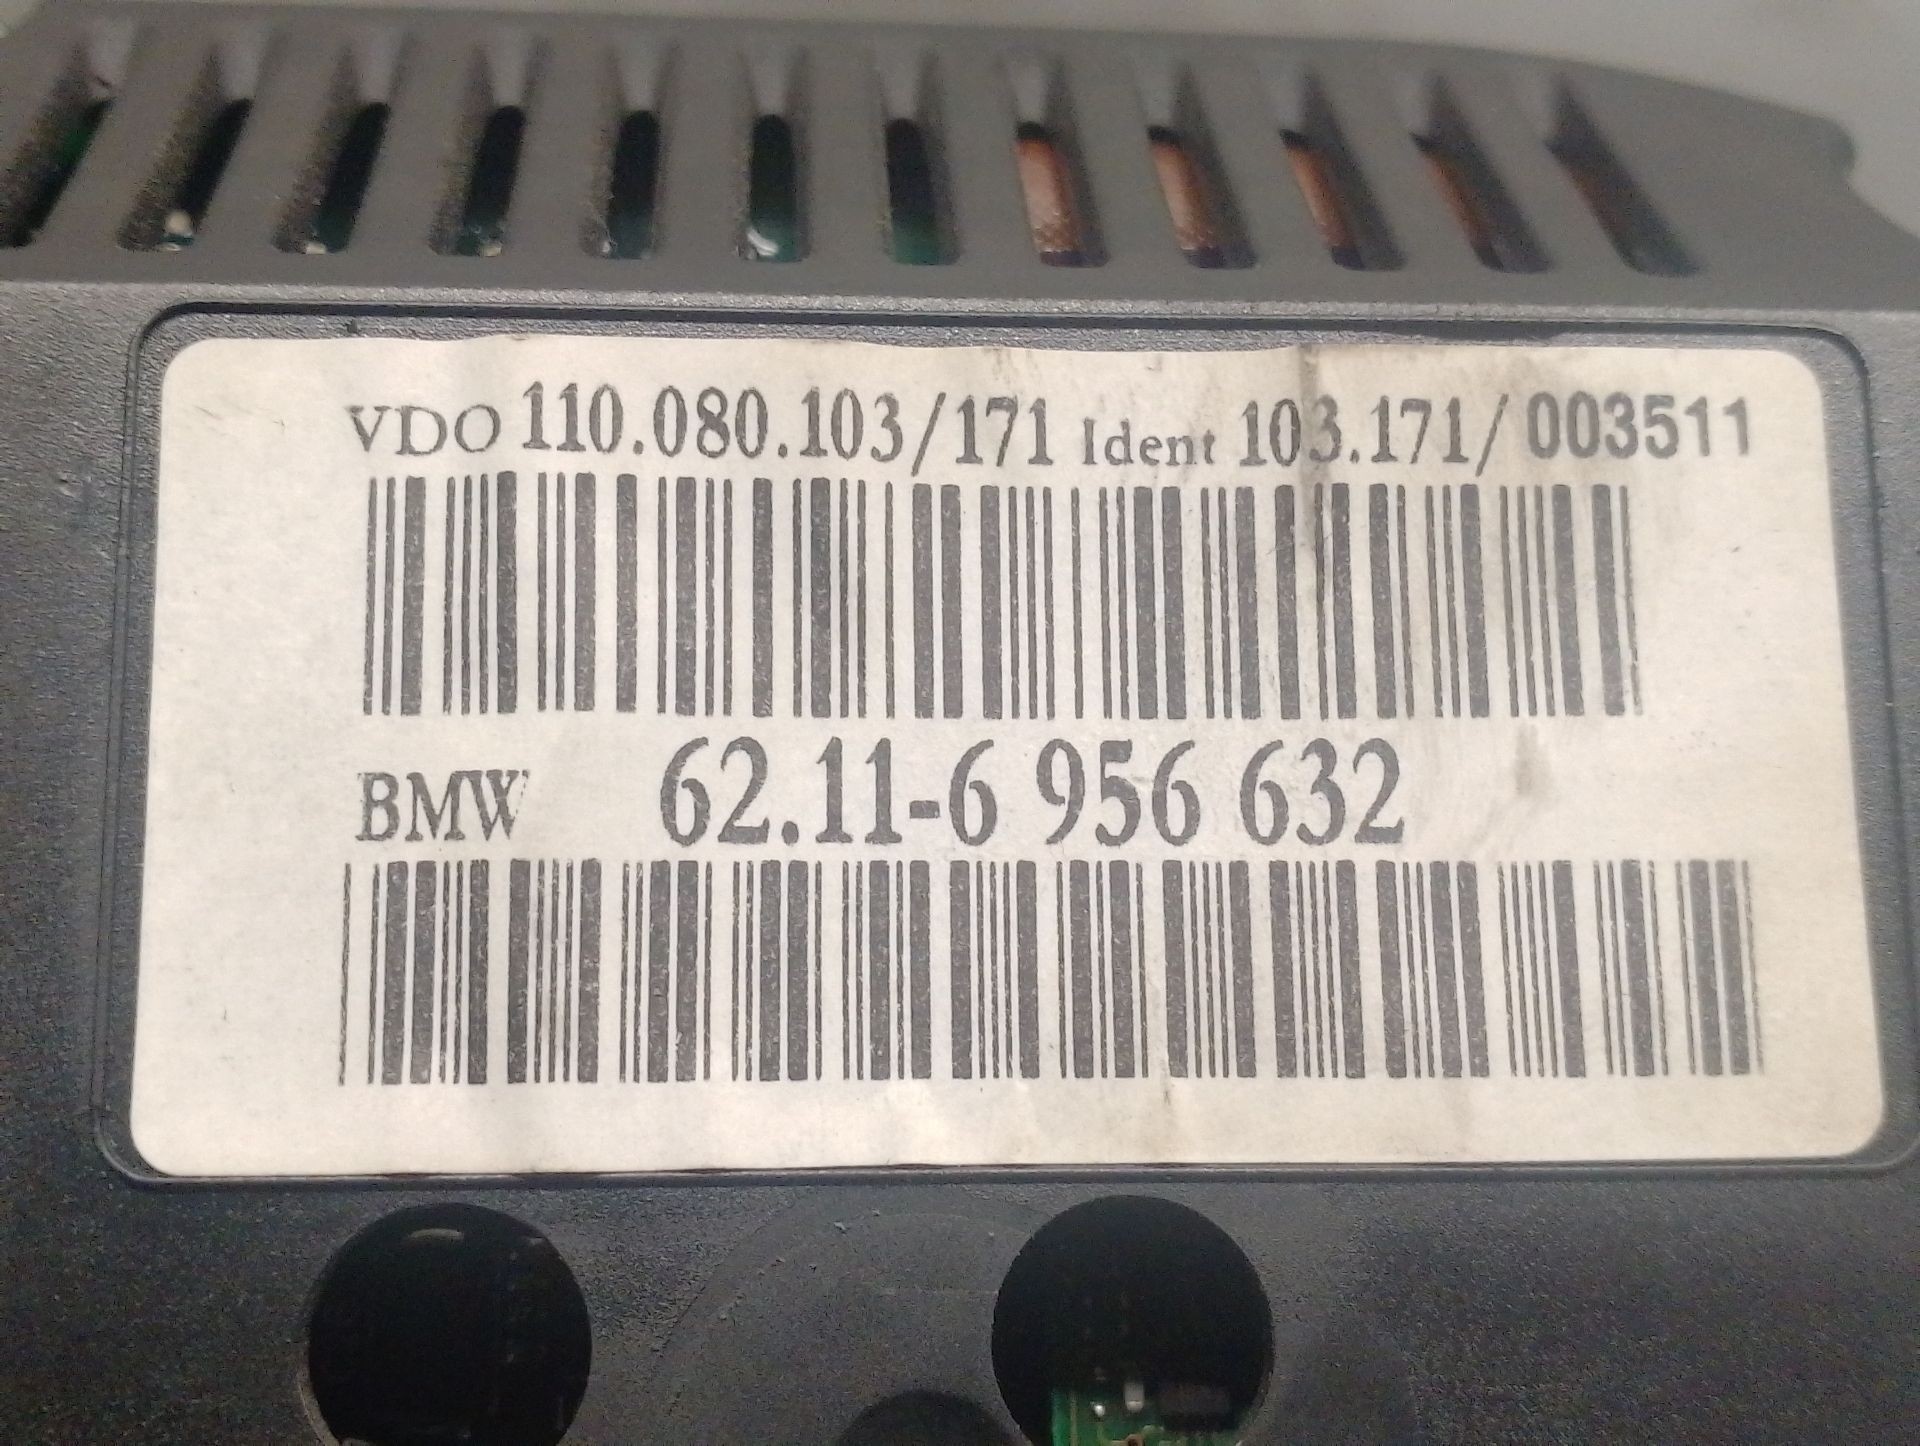 VDO 110.080.103/171 Ident 103.171/003511
BMW 62.11-6 956 632